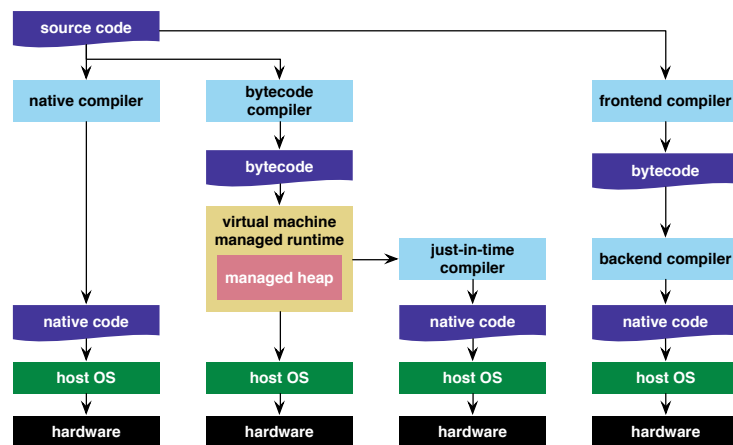 source code
native compiler
bytecode
compiler
frontend compiler
bytecode
bytecode
virtual machine
managed runtime
managed heap
just-in-time
compiler
backend compiler
native code
native code
native code
host OS
host OS
host OS
host OS
hardware
hardware
hardware
hardware